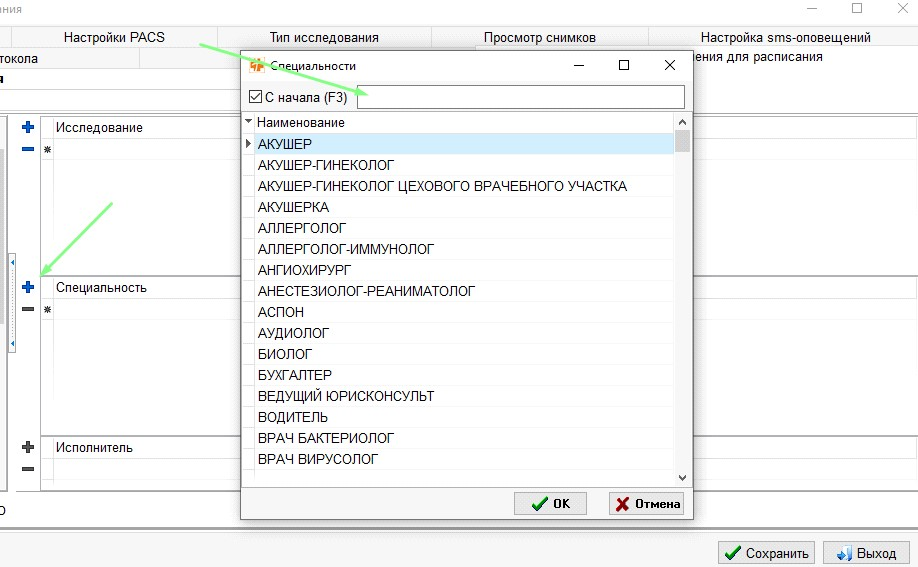 ания
Настройки PACS
Тип исследования
Просмотр снимков
Настройка sms-оповещений
токола
ения для расписания
я
Специальности
С начала (F3)
Наименование
АКУШЕР
АКУШЕР-ГИНЕКОЛОГ
АКУШЕР-ГИНЕКОЛОГ ЦЕХОВОГО ВРАЧЕБНОГО УЧАСТКА
АКУШЕРКА
АЛЛЕРГОЛОГ
АЛЛЕРГОЛОГ-ИММУНОЛОГ
АНГИОХИРУРГ
АНЕСТЕЗИОЛОГ-РЕАНИМАТОЛОГ
АСПОН
АУДИОЛОГ
БИОЛОГ
БУХГАЛТЕР
ВЕДУЩИЙ ЮРИСКОНСУЛЬТ
ВОДИТЕЛЬ
ВРАЧ БАКТЕРИОЛОГ
ВРАЧ ВИРУСОЛОГ
OK
Отмена
Исследование
Специальность
Исполнитель
Сохранить
Выход